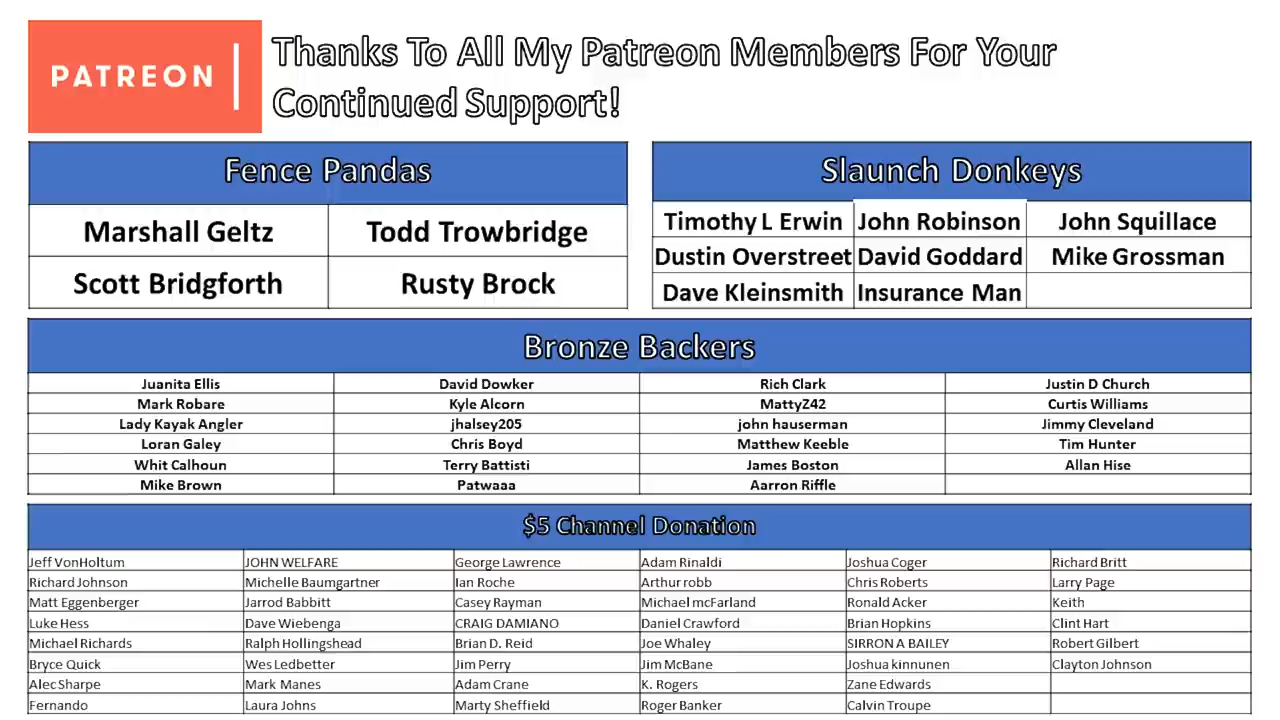 PATREON
Thanks To All My Patreon Members For Your
Continued Support!
Fence Pandas
Marshall Geltz Todd Trowbridge
Scott Bridgforth Rusty Brock
Slaunch Donkeys
Timothy L Erwin John Robinson John Squillace
Dustin Overstreet David Goddard Mike Grossman
Dave Kleinsmith Insurance Man
Bronze Backers
Juanita Ellis David Dowker Rich Clark Justin D Church
Mark Robare Kyle Alcorn MattyZ42 Curtis Williams
Lady Kayak Angler jhalsey205 john hauserman Jimmy Cleveland
Loran Galey Chris Boyd Matthew Keeble Tim Hunter
Whit Calhoun Terry Battisti James Boston Allan Hise
Mike Brown Patwaaa Aarron Riffle
$5 Channel Donation
Jeff VonHoltum JOHN WELFARE George Lawrence Adam Rinaldi Joshua Coger Richard Britt
Richard Johnson Michelle Baumgartner Ian Roche Arthur robb Chris Roberts Larry Page
Matt Eggenberger Jarrod Babbitt Casey Rayman Michael mcFarland Ronald Acker Keith
Luke Hess Dave Wiebenga CRAIG DAMIANO Daniel Crawford Brian Hopkins Clint Hart
Michael Richards Ralph Hollingshead Brian D. Reid Joe Whaley SIRRON A BAILEY Robert Gilbert
Bryce Quick Wes Ledbetter Jim Perry Jim McBane Joshua kinnunen Clayton Johnson
Alec Sharpe Mark Manes Adam Crane K. Rogers Zane Edwards
Fernando Laura Johns Marty Sheffield Roger Banker Calvin Troupe